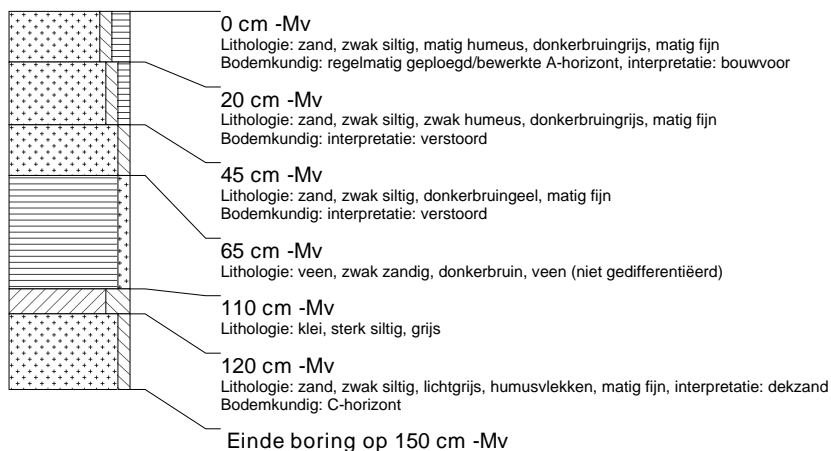 0 cm -Mv
Lithologie: zand, zwak siltig, matig humeus, donkerbruingrijs, matig fijn
Bodemkundig: regelmatig geploegd/bewerkte A-horizont, interpretatie: bouwvoor
20 cm -Mv
Lithologie: zand, zwak siltig, zwak humeus, donkerbruingrijs, matig fijn
Bodemkundig: interpretatie: verstoord
45 cm -Mv
Lithologie: zand, zwak siltig, donkerbruingeel, matig fijn
Bodemkundig: interpretatie: verstoord
65 cm -Mv
Lithologie: veen, zwak zandig, donkerbruin, veen (niet gedifferentiëerd)
110 cm -Mv
Lithologie: klei, sterk siltig, grijs
120 cm -Mv
Lithologie: zand, zwak siltig, lichtgrijs, humusvlekken, matig fijn, interpretatie: dekzand
Bodemkundig: C-horizont
Einde boring op 150 cm -Mv